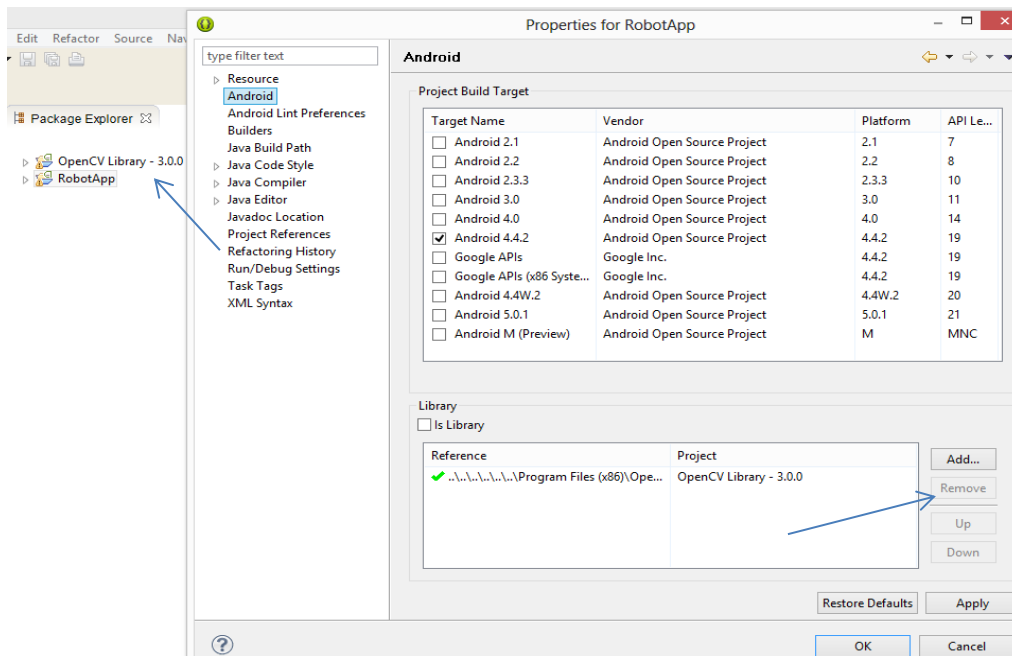 Properties for RobotApp
Edit Refactor Source Nav
type filter text
Android
Package Explorer
OpenCV Library - 3.0.0
RobotApp
Resource
Android
Android Lint Preferences
Builders
Java Build Path
Java Code Style
Java Compiler
Java Editor
Javadoc Location
Project References
Refactoring History
Run/Debug Settings
Task Tags
XML Syntax
Project Build Target
Target Name Vendor Platform API Le...
Android 2.1 Android Open Source Project 2.1 7
Android 2.2 Android Open Source Project 2.2 8
Android 2.3.3 Android Open Source Project 2.3.3 10
Android 3.0 Android Open Source Project 3.0 11
Android 4.0 Android Open Source Project 4.0 14
Android 4.4.2 Android Open Source Project 4.4.2 19
Google APIs Google Inc. 4.4.2 19
Google APIs (x86 Syste... Google Inc. 4.4.2 19
Android 4.4W.2 Android Open Source Project 4.4W.2 20
Android 5.0.1 Android Open Source Project 5.0.1 21
Android M (Preview) Android Open Source Project M MNC
Library
Is Library
Reference Project
..\..\..\..\..\..\Program Files (x86)\Ope... OpenCV Library - 3.0.0
Add...
Remove
Up
Down
Restore Defaults Apply
OK Cancel